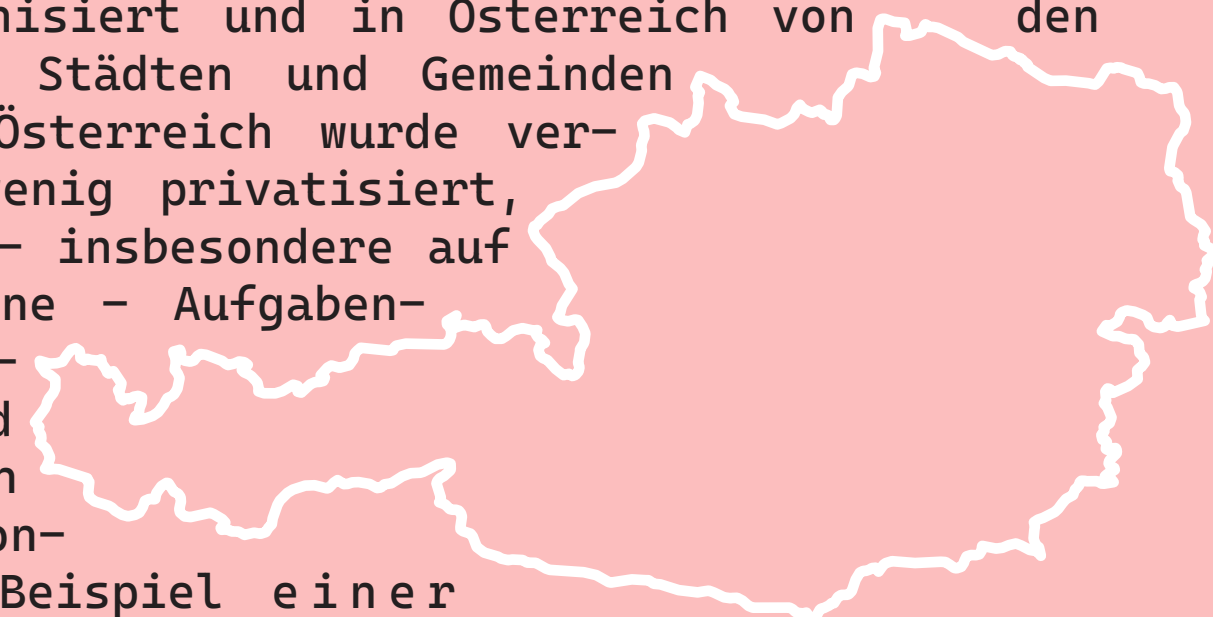 nisiert und in Österreich von den
Städten und Gemeinden
Österreich wurde ver–
enig privatisiert,
– insbesondere auf
ne – Aufgaben–
–
d
n
on–
Beispiel einer